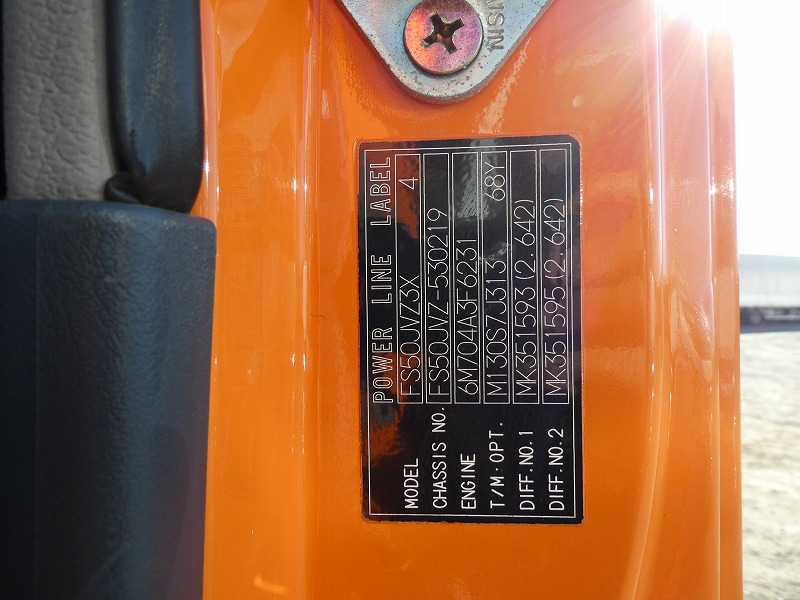 POWER LINE LABEL
MODEL FS50JVZ3X 4
CHASSIS NO. FS50JVZ-530219
ENGINE 6M704A3F6231
T/M·OPT. M130S7J313 68Y
DIFF.NO.1 MK351593(2.642)
DIFF.NO.2 MK351595(2.642)